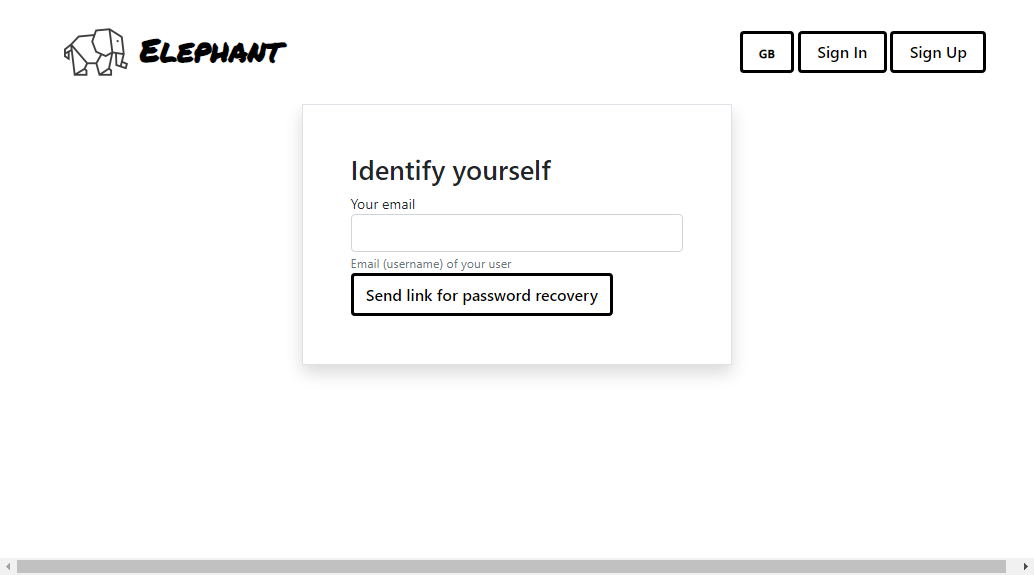 Elephant
GB
Sign In
Sign Up
Identify yourself
Your email
Email (username) of your user
Send link for password recovery